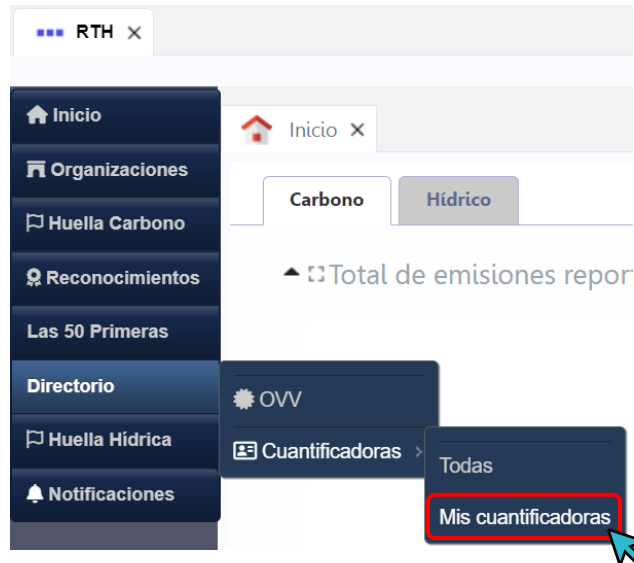 RTH
Inicio
Organizaciones
Huella Carbono
Reconocimientos
Las 50 Primeras
Directorio
Huella Hídrica
Notificaciones
Inicio
Carbono
Hídrico
Total de emisiones repor
OVV
Cuantificadoras
Todas
Mis cuantificadoras